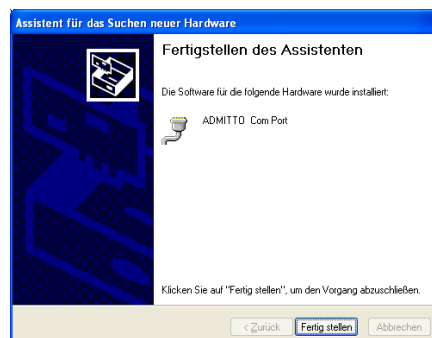 Assistent für das Suchen neuer Hardware
Fertigstellen des Assistenten
Die Software für die folgende Hardware wurde installiert:
ADMITTO Com Port
Klicken Sie auf "Fertig stellen", um den Vorgang abzuschließen.
< Zurück Fertig stellen Abbrechen